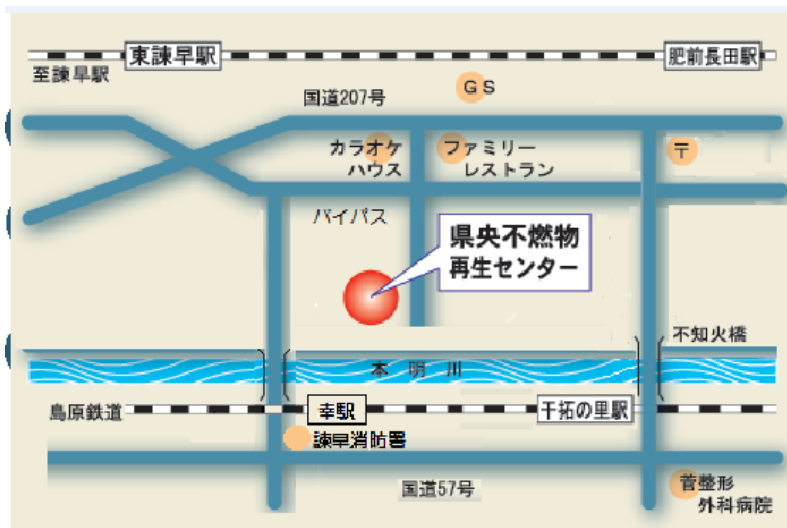 東諫早駅
肥前長田駅
至諫早駅
GS
国道207号
カラオケ
ハウス
ファミリー
レストラン
〒
バイパス
県央不燃物
再生センター
不知火橋
本明川
島原鉄道
幸駅
干拓の里駅
諫早消防署
国道57号
菅整形
外科病院